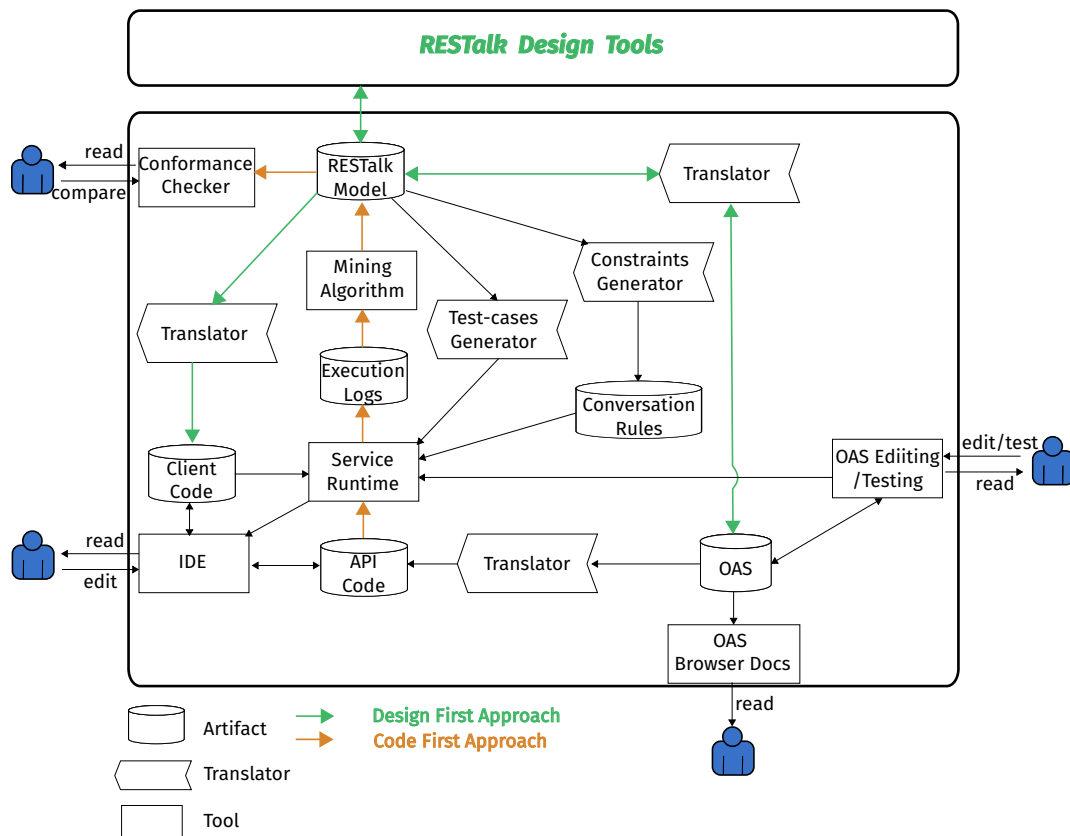 RESTalk Design Tools
read
compare
Conformance
Checker
RESTalk
Model
Translator
Mining
Algorithm
Constraints
Generator
Translator
Test-cases
Generator
Execution
Logs
Conversation
Rules
Client
Code
Service
Runtime
OAS Ediiting
/Testing
edit/test
read
read
edit
IDE
API
Code
Translator
OAS
OAS
Browser Docs
read
Artifact
Design First Approach
Code First Approach
Translator
Tool